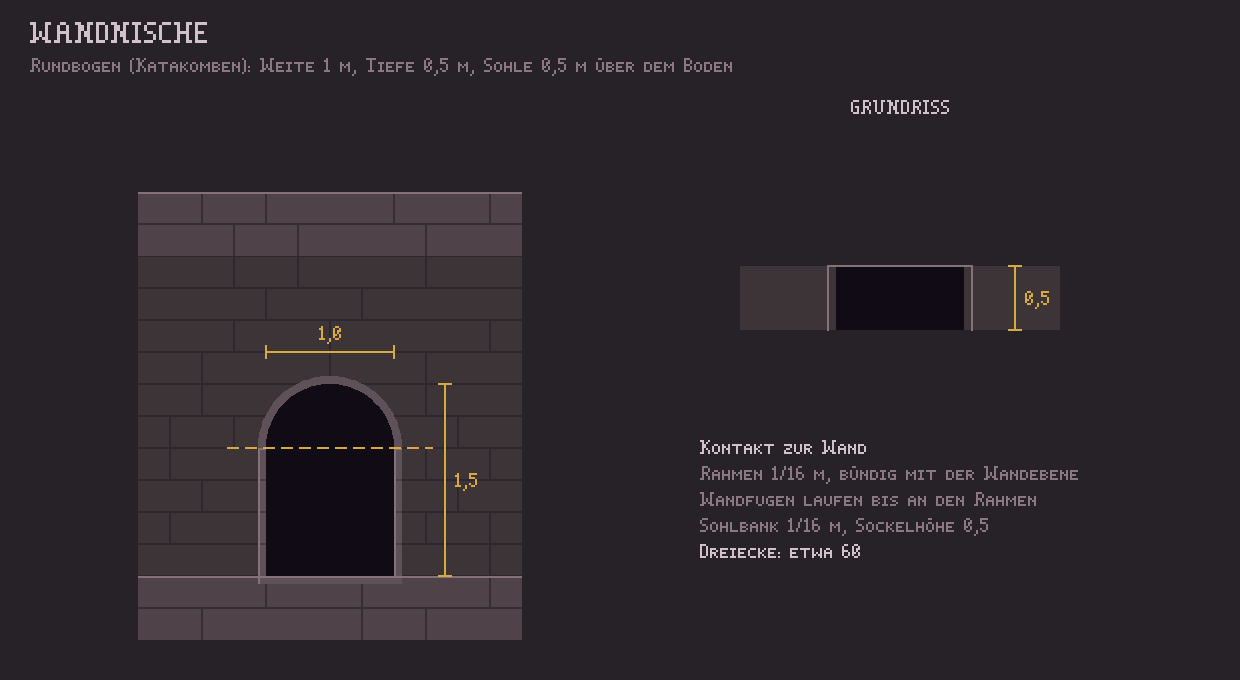 WANDNISCHE
Rundbogen (Katakomben): Weite 1 m, Tiefe 0,5 m, Sohle 0,5 m über dem Boden
GRUNDRISS
0,5
1,0
1,5
Kontakt zur Wand
Rahmen 1/16 m, bündig mit der Wandebene
Wandfugen laufen bis an den Rahmen
Sohlbank 1/16 m, Sockelhöhe 0,5
Dreiecke: etwa 60